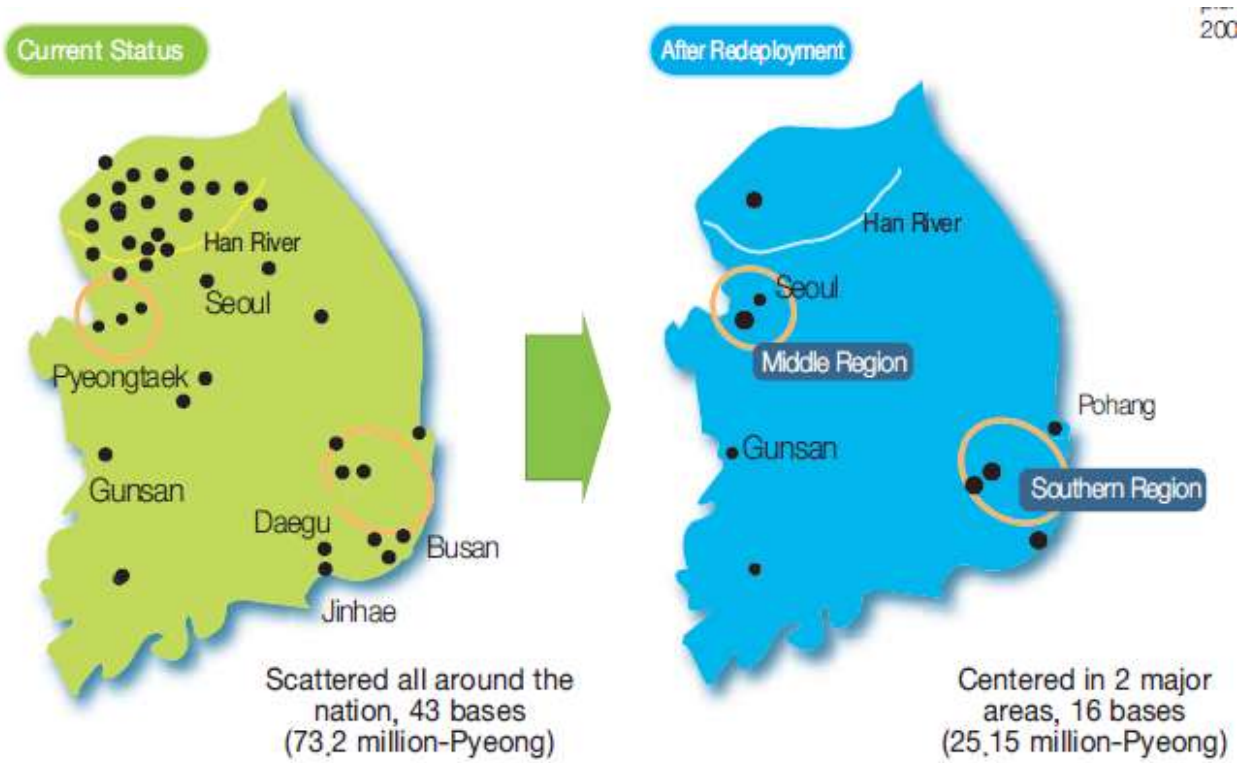 200
Current Status
After Redeployment
Han River
Seoul
Pyeongtaek
Gunsan
Daegu
Busan
Jinhae
Scattered all around the
nation, 43 bases
(73.2 million-Pyeong)
Han River
Seoul
Middle Region
Pohang
Gunsan
Southern Region
Centered in 2 major
areas, 16 bases
(25.15 million-Pyeong)